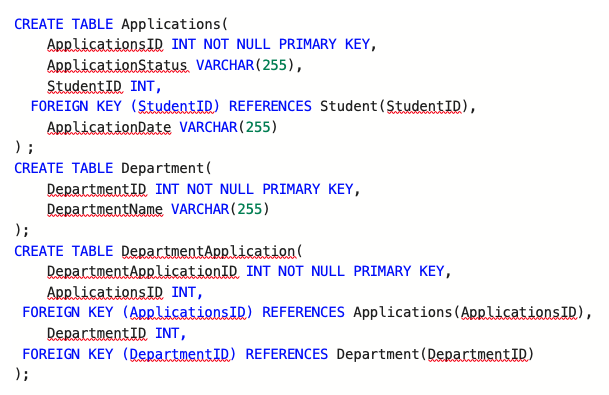 CREATE TABLE Applications(
ApplicationsID INT NOT NULL PRIMARY KEY,
ApplicationStatus VARCHAR(255),
StudentID INT,
FOREIGN KEY (StudentID) REFERENCES Student(StudentID),
ApplicationDate VARCHAR(255)
);
CREATE TABLE Department(
DepartmentID INT NOT NULL PRIMARY KEY,
DepartmentName VARCHAR(255)
);
CREATE TABLE DepartmentApplication(
DepartmentApplicationID INT NOT NULL PRIMARY KEY,
ApplicationsID INT,
FOREIGN KEY (ApplicationsID) REFERENCES Applications(ApplicationsID),
DepartmentID INT,
FOREIGN KEY (DepartmentID) REFERENCES Department(DepartmentID)
);